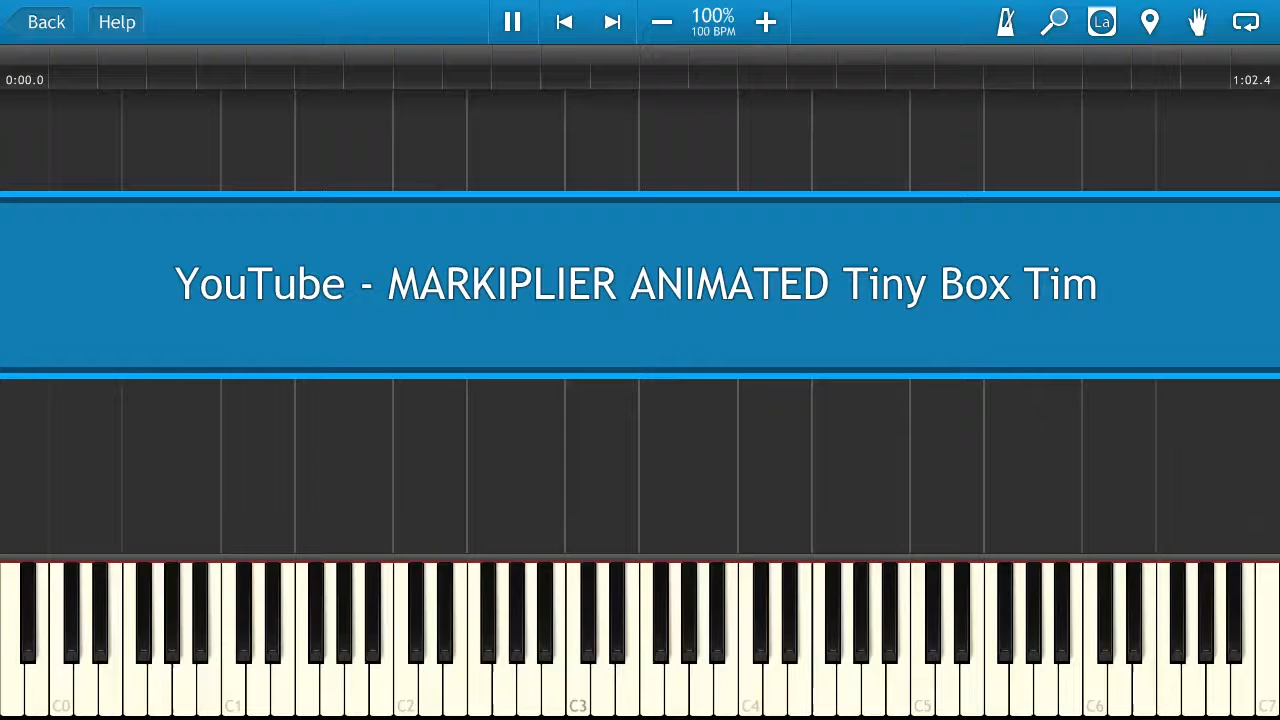 Back
Help
100%
100 BPM
La
0:00.0
1:02.4
YouTube - MARKIPLIER ANIMATED Tiny Box Tim
C0
C1
C2
C3
C4
C5
C6
C7